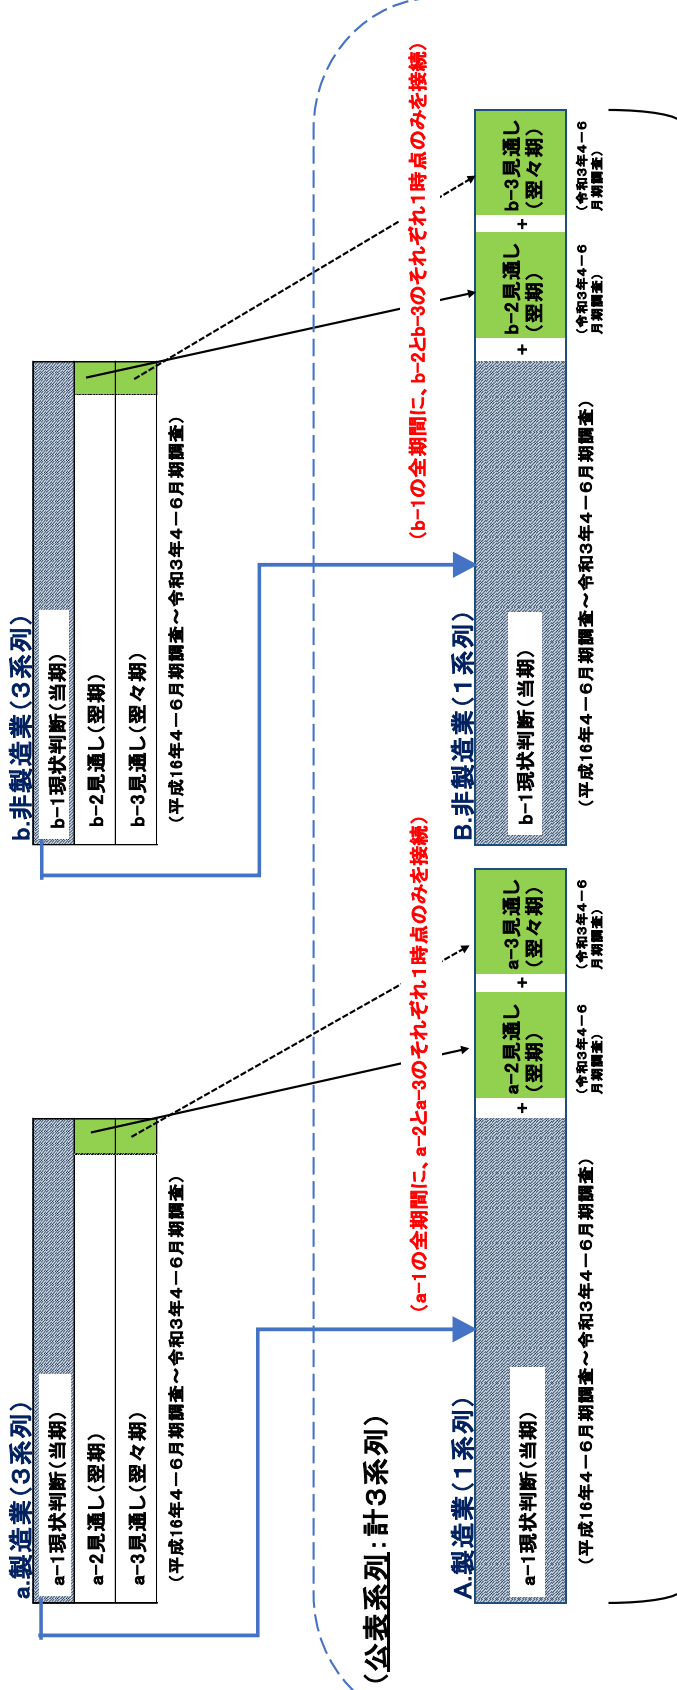 a.製造業(3系列)
a-1現状判断(当期)
a-2見通し(翌期)
a-3見通し(翌々期)
(平成16年4-6月期調査~令和3年4-6月期調査)
b.非製造業(3系列)
b-1現状判断(当期)
b-2見通し(翌期)
b-3見通し(翌々期)
(平成16年4-6月期調査~令和3年4-6月期調査)
(公表系列:計3系列)
(a-1の全期間に、a-2とa-3のそれぞれ1時点のみを接続)
(b-1の全期間に、b-2とb-3のそれぞれ1時点のみを接続)
A.製造業(1系列)
a-1現状判断(当期)
+
a-2見通し
(翌期)
+
a-3見通し
(翌々期)
(平成16年4-6月期調査~令和3年4-6月期調査)
(令和3年4-6
月期調査)
(令和3年4-6
月期調査)
B.非製造業(1系列)
b-1現状判断(当期)
+
b-2見通し
(翌期)
+
b-3見通し
(翌々期)
(平成16年4-6月期調査~令和3年4-6月期調査)
(令和3年4-6
月期調査)
(令和3年4-6
月期調査)